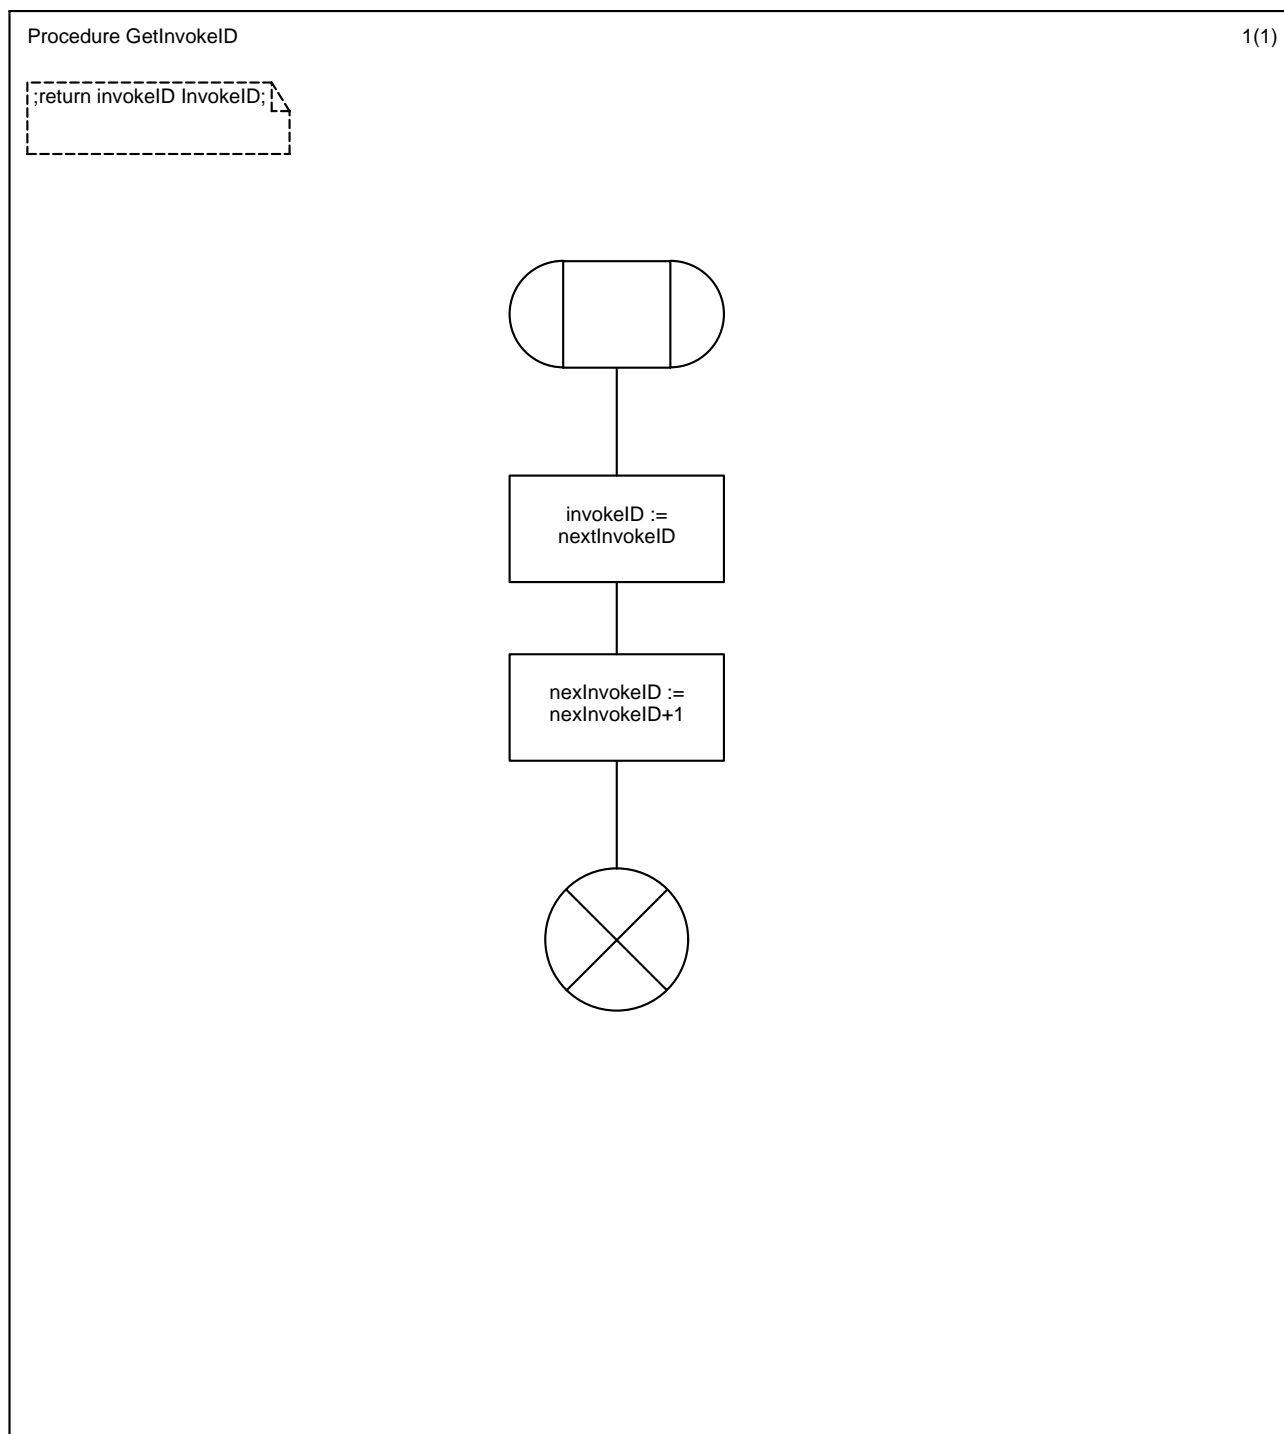 Procedure GetInvokeID
1(1)
;return invokeID InvokeID;
invokeID :=
nextInvokeID
nexInvokeID :=
nexInvokeID+1